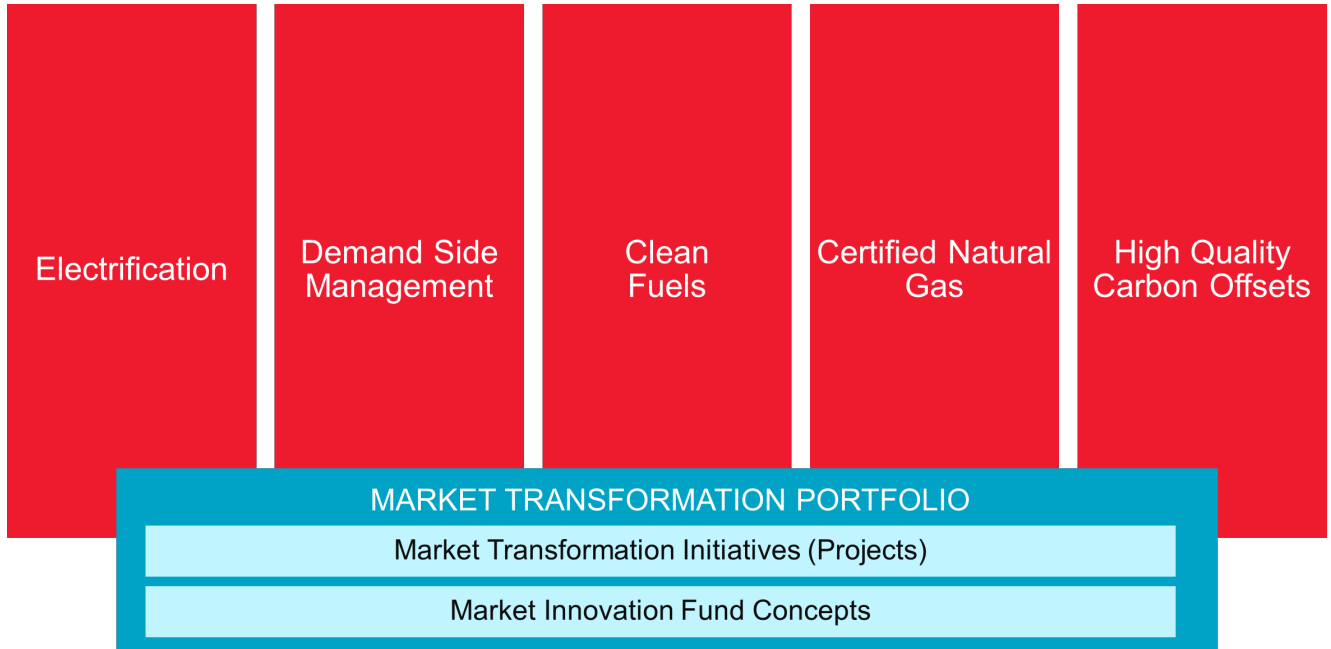 Electrification
Demand Side
Management
Clean
Fuels
Certified Natural
Gas
High Quality
Carbon Offsets
MARKET TRANSFORMATION PORTFOLIO
Market Transformation Initiatives (Projects)
Market Innovation Fund Concepts